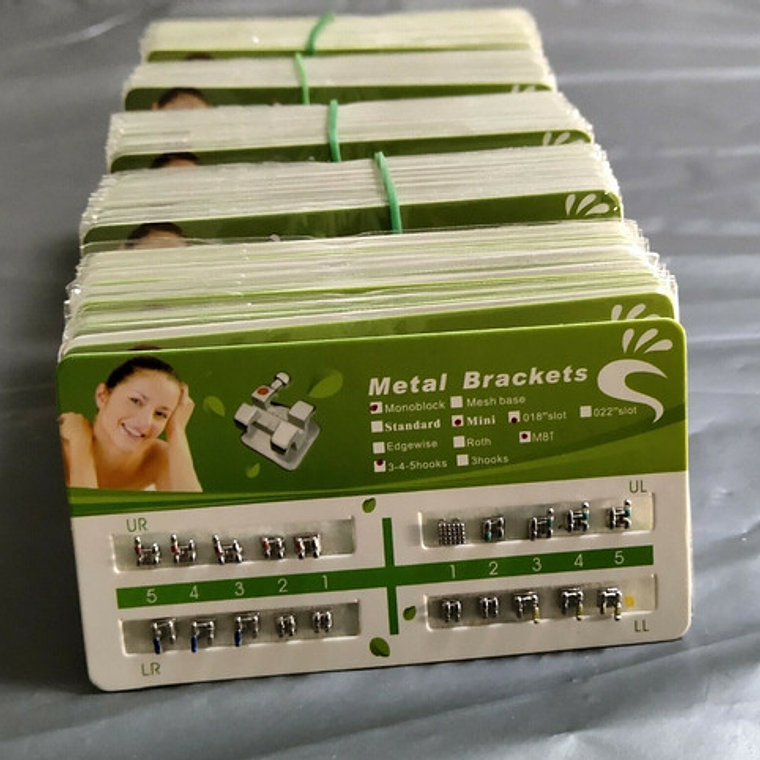 Metal Brackets
Monoblock Mesh base
Standard Mini 018"slot 022"slot
Edgewise Roth MBT
3-4-5hooks 3hooks
UR UL
5 4 3 2 1 1 2 3 4 5
LR LL